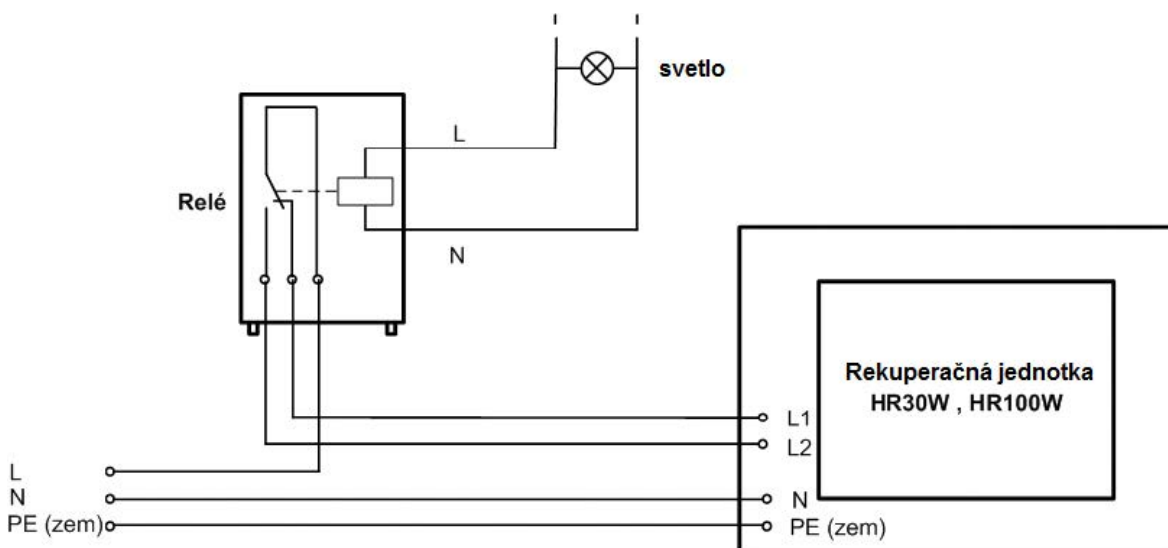 svetlo
L
Relé
N
Rekuperačná jednotka
HR30W , HR100W
L1
L2
L
N
N
PE (zem)
PE (zem)